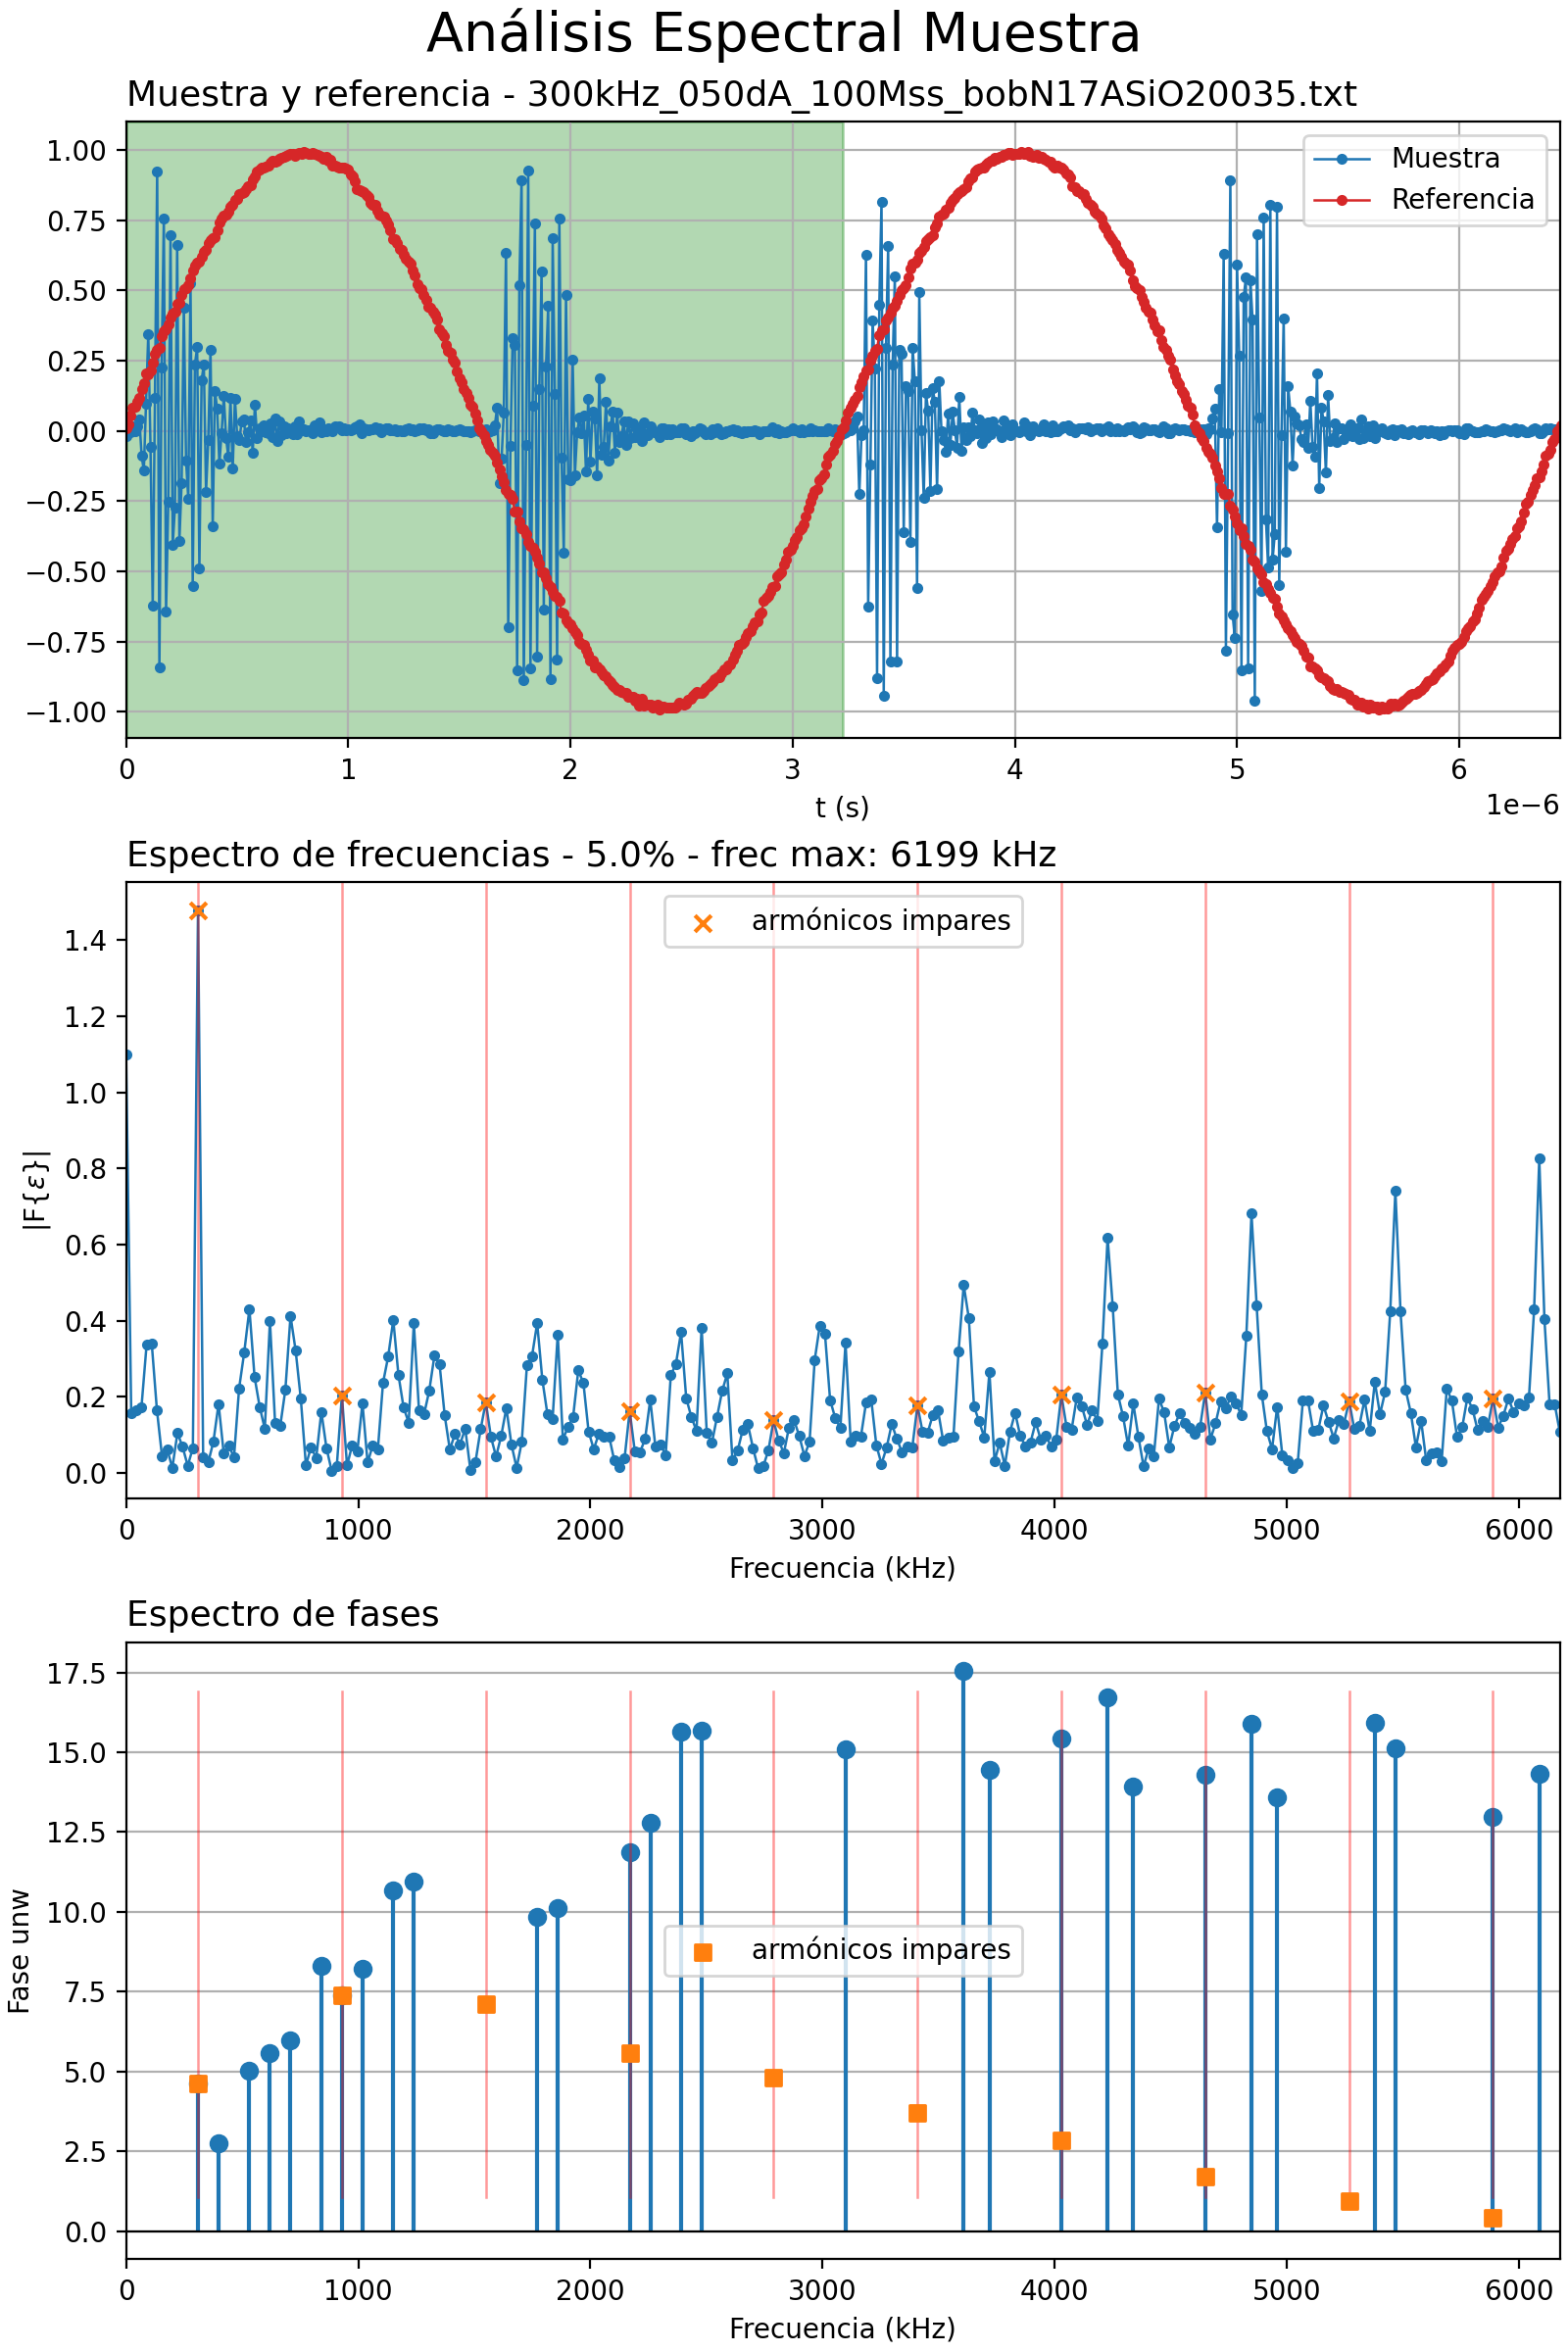 Análisis Espectral Muestra
Muestra y referencia - 300kHz_050dA_100Mss_bobN17ASiO20035.txt
1.00
0.75
0.50
0.25
0.00
−0.25
−0.50
−0.75
−1.00
Muestra
Referencia
0 1 2 3 4 5 6
1e−6
t (s)
Espectro de frecuencias - 5.0% - frec max: 6199 kHz
armónicos impares
1.4
1.2
1.0
0.8
0.6
0.4
0.2
0.0
|F{ε}|
0 1000 2000 3000 4000 5000 6000
Frecuencia (kHz)
Espectro de fases
17.5
15.0
12.5
10.0
7.5
5.0
2.5
0.0
Fase unw
armónicos impares
0 1000 2000 3000 4000 5000 6000
Frecuencia (kHz)